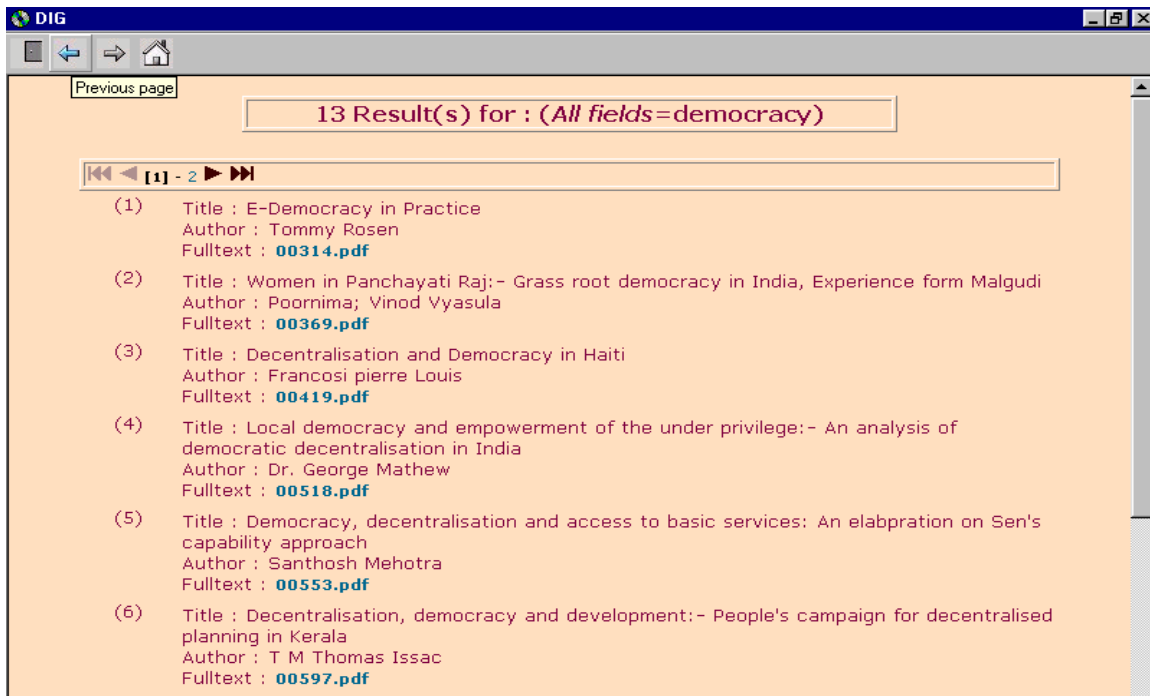 DIG
Previous page
13 Result(s) for : (All fields=democracy)
[1] - 2
(1) Title : E-Democracy in Practice
Author : Tommy Rosen
Fulltext : 00314.pdf
(2) Title : Women in Panchayati Raj:- Grass root democracy in India, Experience form Malgudi
Author : Poornima; Vinod Vyasula
Fulltext : 00369.pdf
(3) Title : Decentralisation and Democracy in Haiti
Author : Francosi pierre Louis
Fulltext : 00419.pdf
(4) Title : Local democracy and empowerment of the under privilege:- An analysis of
democratic decentralisation in India
Author : Dr. George Mathew
Fulltext : 00518.pdf
(5) Title : Democracy, decentralisation and access to basic services: An elabpration on Sen's
capability approach
Author : Santhosh Mehotra
Fulltext : 00553.pdf
(6) Title : Decentralisation, democracy and development:- People's campaign for decentralised
planning in Kerala
Author : T M Thomas Issac
Fulltext : 00597.pdf